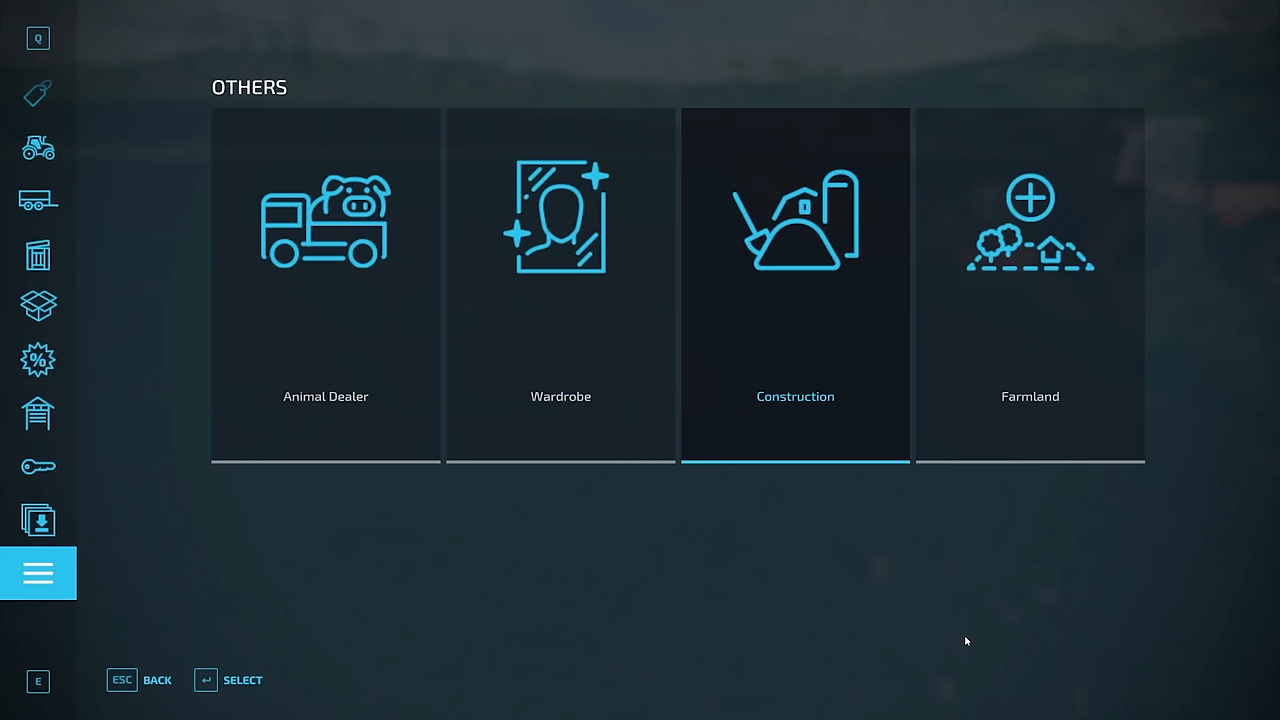 Q
OTHERS
Animal Dealer
Wardrobe
Construction
Farmland
%
E
ESC BACK
SELECT